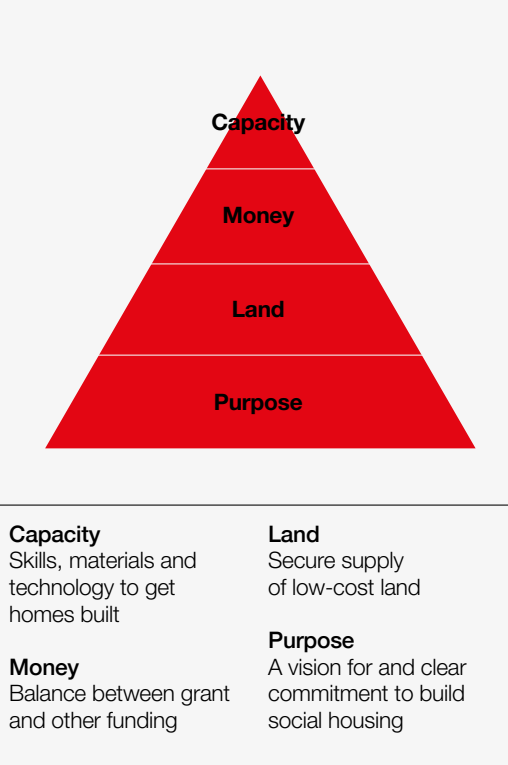 Capacity
Money
Land
Purpose
Capacity
Skills, materials and
technology to get
homes built
Money
Balance between grant
and other funding
Land
Secure supply
of low-cost land
Purpose
A vision for and clear
commitment to build
social housing